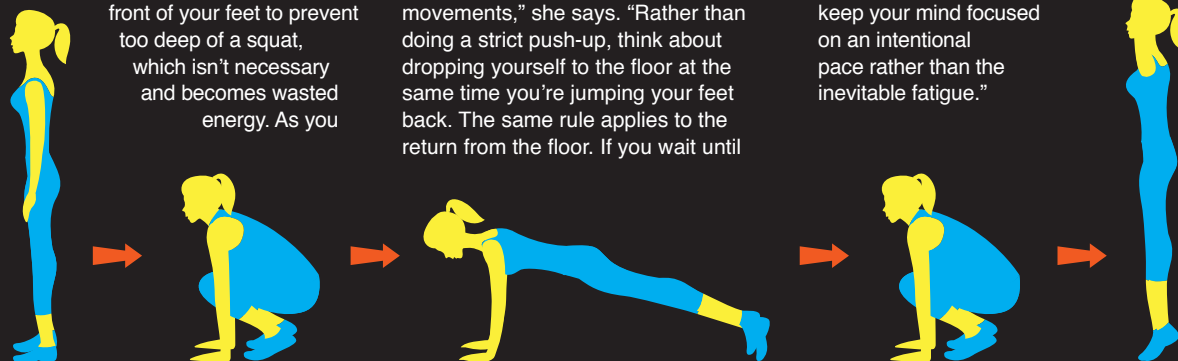 front of your feet to prevent
too deep of a squat,
which isn’t necessary
and becomes wasted
energy. As you
movements,” she says. “Rather than
doing a strict push-up, think about
dropping yourself to the floor at the
same time you’re jumping your feet
back. The same rule applies to the
return from the floor. If you wait until
keep your mind focused
on an intentional
pace rather than the
inevitable fatigue.”